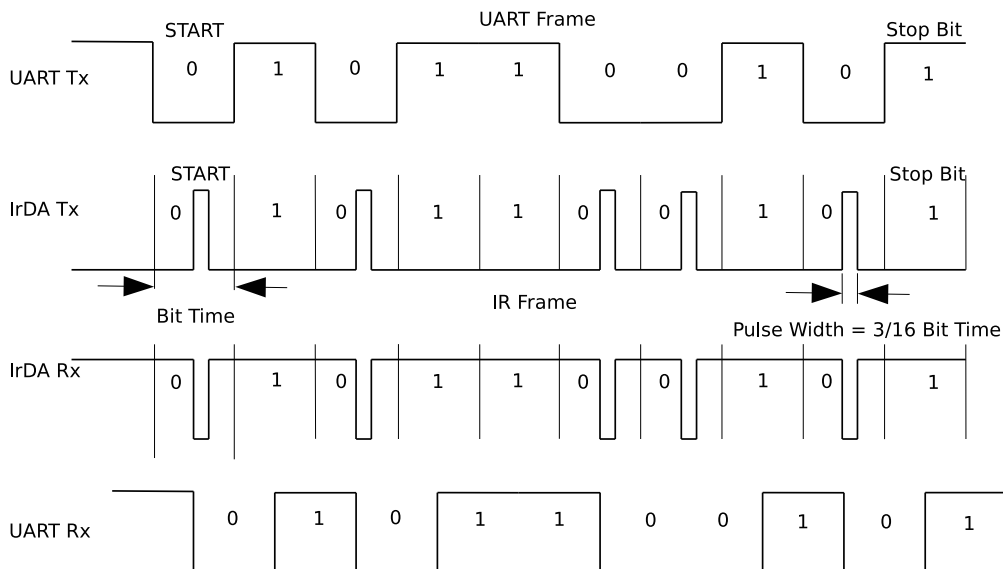 START UART Frame Stop Bit
UART Tx 0 1 0 1 1 0 0 1 0 1
START Stop Bit
IrDA Tx 0 1 0 1 1 0 0 1 0 1
Bit Time IR Frame
Pulse Width = 3/16 Bit Time
IrDA Rx 0 1 0 1 1 0 0 1 0 1
UART Rx 0 1 0 1 1 0 0 1 0 1